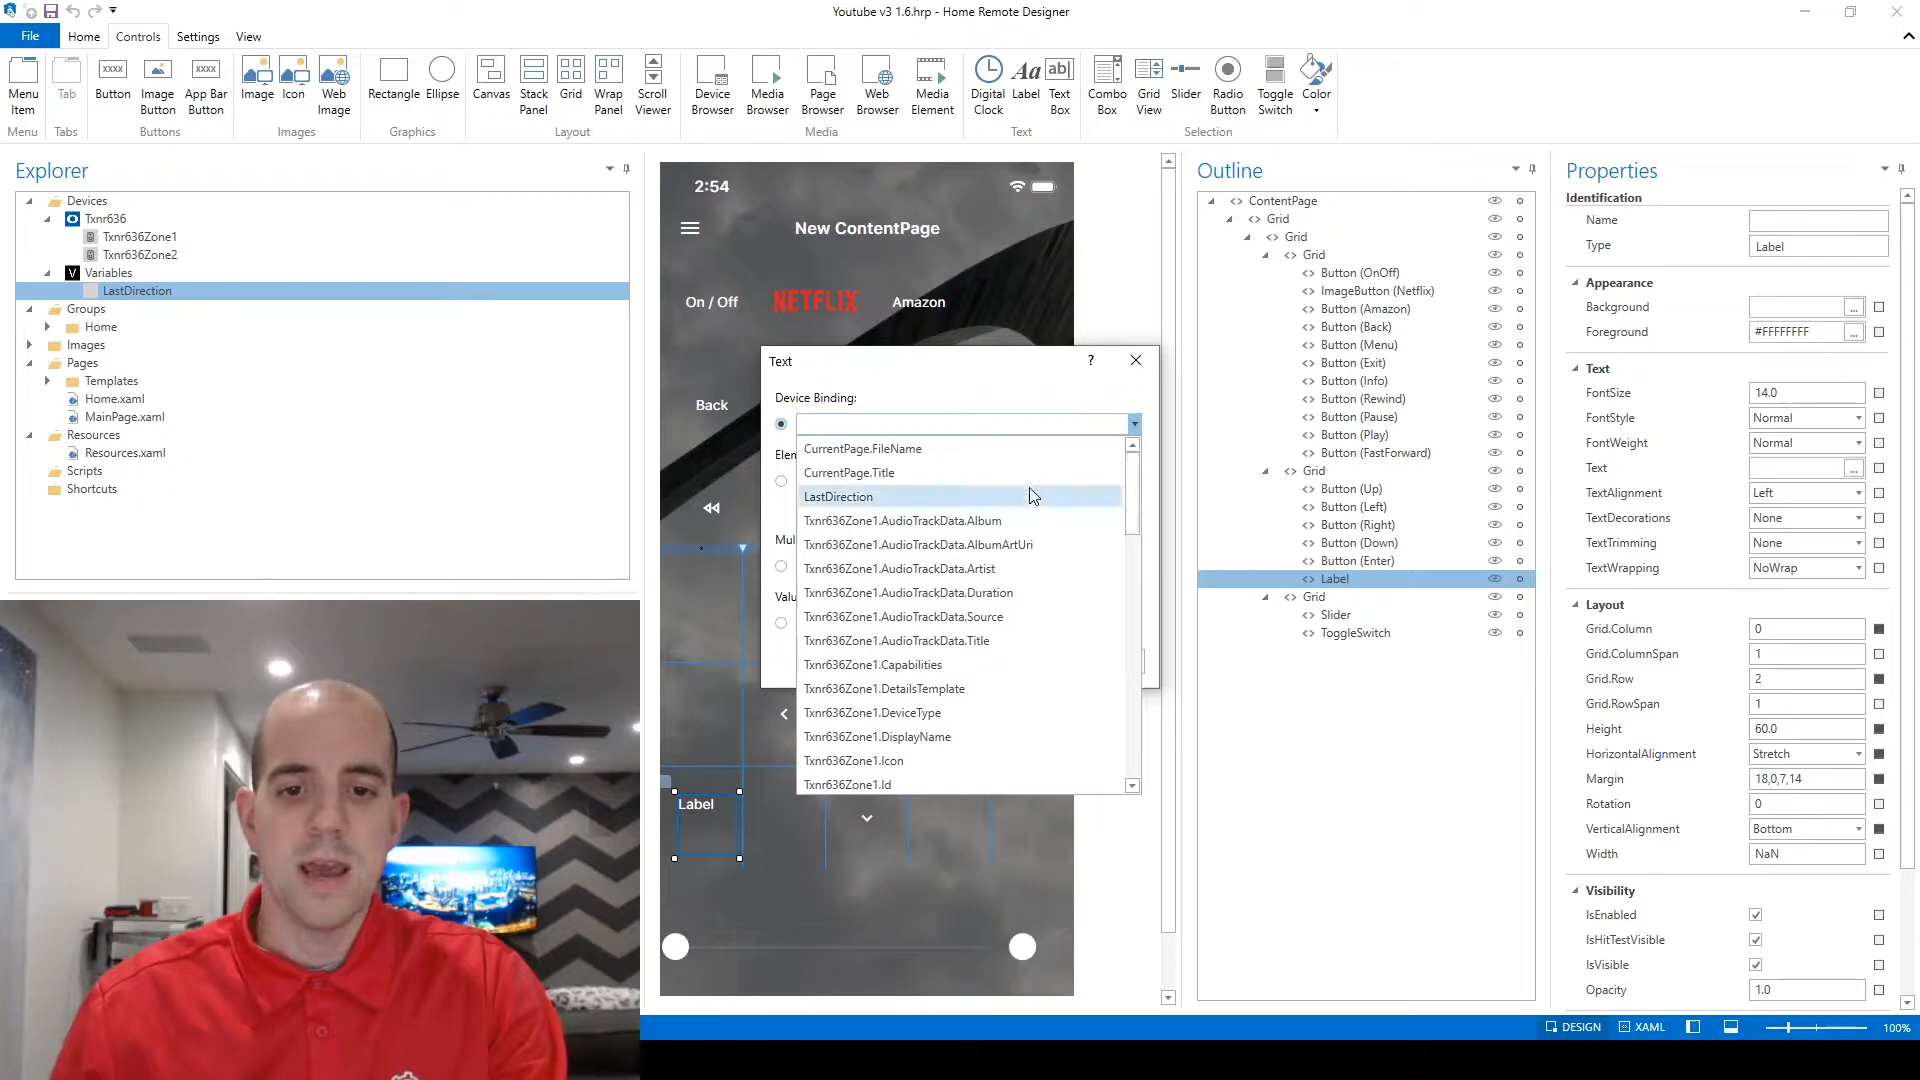 Youtube v3 1.6.hrp - Home Remote Designer
File
Home
Controls
Settings
View
Menu Item
Tab
xxxx
Button
Image Button
xxxx
App Bar Button
Image
Icon
Web Image
Rectangle
Ellipse
Canvas
Stack Panel
Grid
Wrap Panel
Scroll Viewer
Device Browser
Media Browser
Page Browser
Web Browser
Media Element
Digital Clock
Aa
Label
ab|
Text Box
Combo Box
Grid View
Slider
Radio Button
Toggle Switch
Color
Menu
Tabs
Buttons
Images
Graphics
Layout
Media
Text
Selection
Explorer
Devices
Txnr636
Txnr636Zone1
Txnr636Zone2
V Variables
LastDirection
Groups
Home
Images
Pages
Templates
Home.xaml
MainPage.xaml
Resources
Resources.xaml
Scripts
Shortcuts
2:54
New ContentPage
On / Off
NETFLIX
Amazon
Back
Label
Text
?
Device Binding:
Elen
Mul
Valu
CurrentPage.FileName
CurrentPage.Title
LastDirection
Txnr636Zone1.AudioTrackData.Album
Txnr636Zone1.AudioTrackData.AlbumArtUri
Txnr636Zone1.AudioTrackData.Artist
Txnr636Zone1.AudioTrackData.Duration
Txnr636Zone1.AudioTrackData.Source
Txnr636Zone1.AudioTrackData.Title
Txnr636Zone1.Capabilities
Txnr636Zone1.DetailsTemplate
Txnr636Zone1.DeviceType
Txnr636Zone1.DisplayName
Txnr636Zone1.Icon
Txnr636Zone1.Id
Outline
ContentPage
Grid
Grid
Grid
Button (OnOff)
ImageButton (Netflix)
Button (Amazon)
Button (Back)
Button (Menu)
Button (Exit)
Button (Info)
Button (Rewind)
Button (Pause)
Button (Play)
Button (FastForward)
Grid
Button (Up)
Button (Left)
Button (Right)
Button (Down)
Button (Enter)
Label
Grid
Slider
ToggleSwitch
Properties
Identification
Name
Type Label
Appearance
Background ...
Foreground #FFFFFFFF ...
Text
FontSize 14.0
FontStyle Normal
FontWeight Normal
Text ...
TextAlignment Left
TextDecorations None
TextTrimming None
TextWrapping NoWrap
Layout
Grid.Column 0
Grid.ColumnSpan 1
Grid.Row 2
Grid.RowSpan 1
Height 60.0
HorizontalAlignment Stretch
Margin 18,0,7,14
Rotation 0
VerticalAlignment Bottom
Width NaN
Visibility
IsEnabled
IsHitTestVisible
IsVisible
Opacity 1.0
DESIGN
XAML
100%